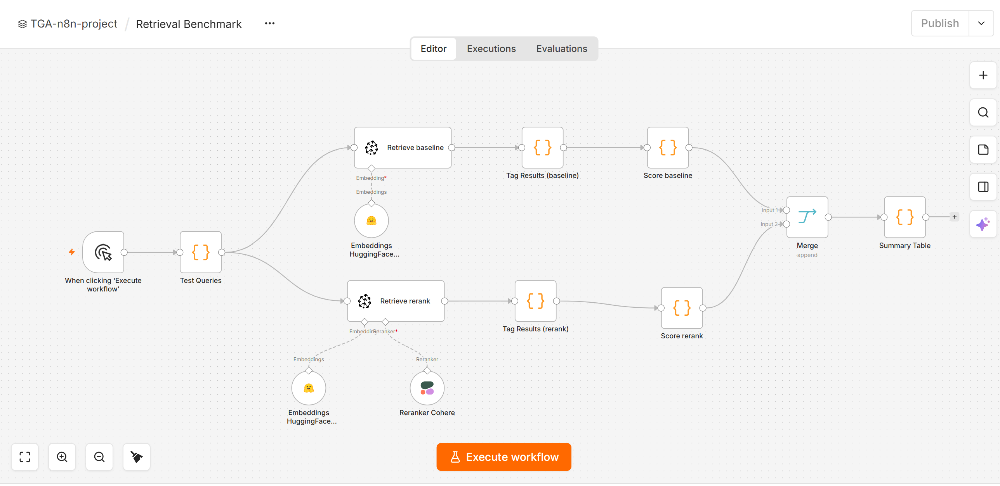 TGA-n8n-project / Retrieval Benchmark ...
Publish
Editor Executions Evaluations
Retrieve baseline
Tag Results (baseline)
Score baseline
Embedding*
Embeddings
Embeddings
HuggingFace...
Input 1
Input 2
Merge
append
Summary Table
When clicking ‘Execute
workflow’
Test Queries
Retrieve rerank
Tag Results (rerank)
Score rerank
Reranker*
Embeddings
Reranker
Embeddings
HuggingFace...
Reranker Cohere
Execute workflow